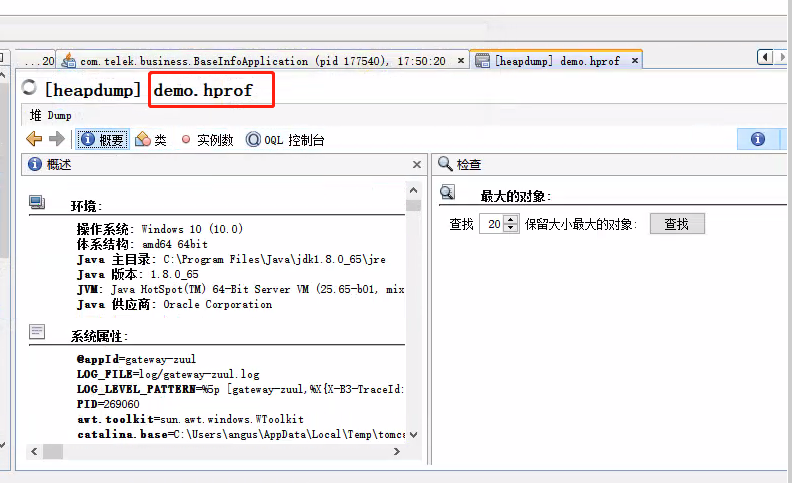 ...20 com.telek.business.BaseInfoApplication (pid 177540), 17:50:20 × [heapdump] demo.hprof ×
[heapdump] demo.hprof
堆 Dump
概要 类 实例数 OQL 控制台
概述 ×
环境:
操作系统: Windows 10 (10.0)
体系结构: amd64 64bit
Java 主目录: C:\Program Files\Java\jdk1.8.0_65\jre
Java 版本: 1.8.0_65
JVM: Java HotSpot(TM) 64-Bit Server VM (25.65-b01, mix
Java 供应商: Oracle Corporation
系统属性:
@appId=gateway-zuul
LOG_FILE=log/gateway-zuul.log
LOG_LEVEL_PATTERN=%5p [gateway-zuul,%X{X-B3-TraceId:
PID=269060
awt.toolkit=sun.awt.windows.WToolkit
catalina.base=C:\Users\angus\AppData\Local\Temp\tomca
检查
最大的对象:
查找 20 保留大小最大的对象: 查找